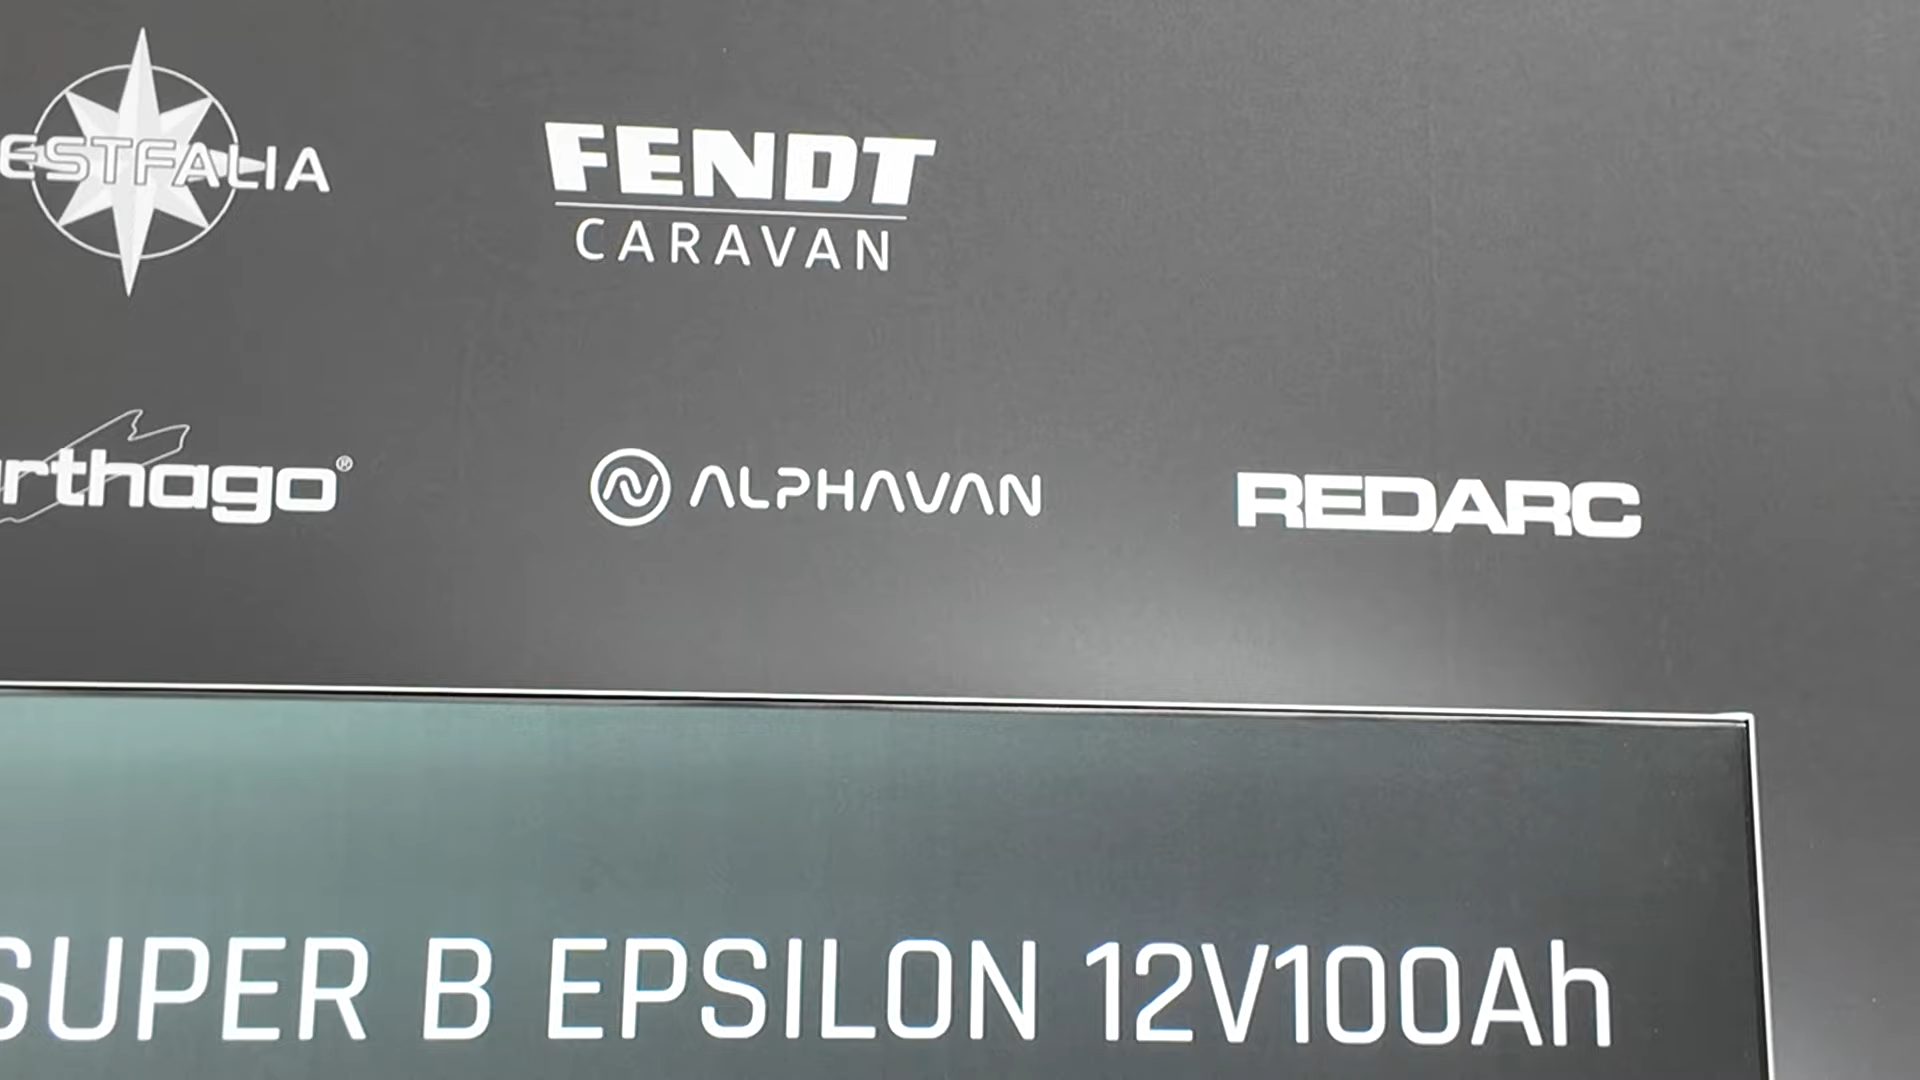 ESTFALIA
FENDT
CARAVAN
rthago®
ALPHAVAN
REDARC
SUPER B EPSILON 12V100Ah